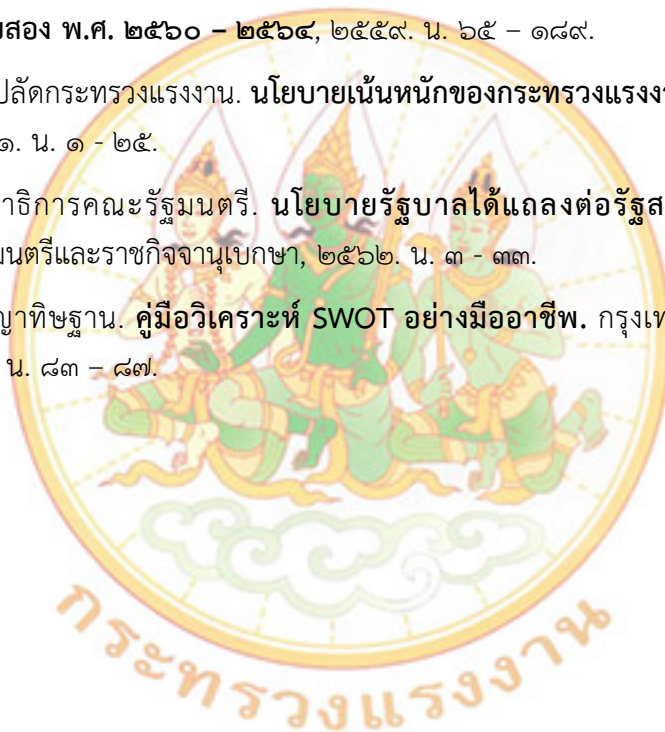 ยสอง พ.ศ. ๒๕๖๐ – ๒๕๖๔, ๒๕๕๙. น. ๖๕ – ๑๘๙.
ปลัดกระทรวงแรงงาน. นโยบายเน้นหนักของกระทรวงแรงงา
๑. น. ๑ - ๒๕.
าธิการคณะรัฐมนตรี. นโยบายรัฐบาลได้แถลงต่อรัฐส
มนตรีและราชกิจจานุเบกษา, ๒๕๖๒. น. ๓ - ๓๓.
ญาทิษฐาน. คู่มือวิเคราะห์ SWOT อย่างมืออาชีพ. กรุงเท
น. ๘๓ – ๘๗.
กระทรวงแรงงาน